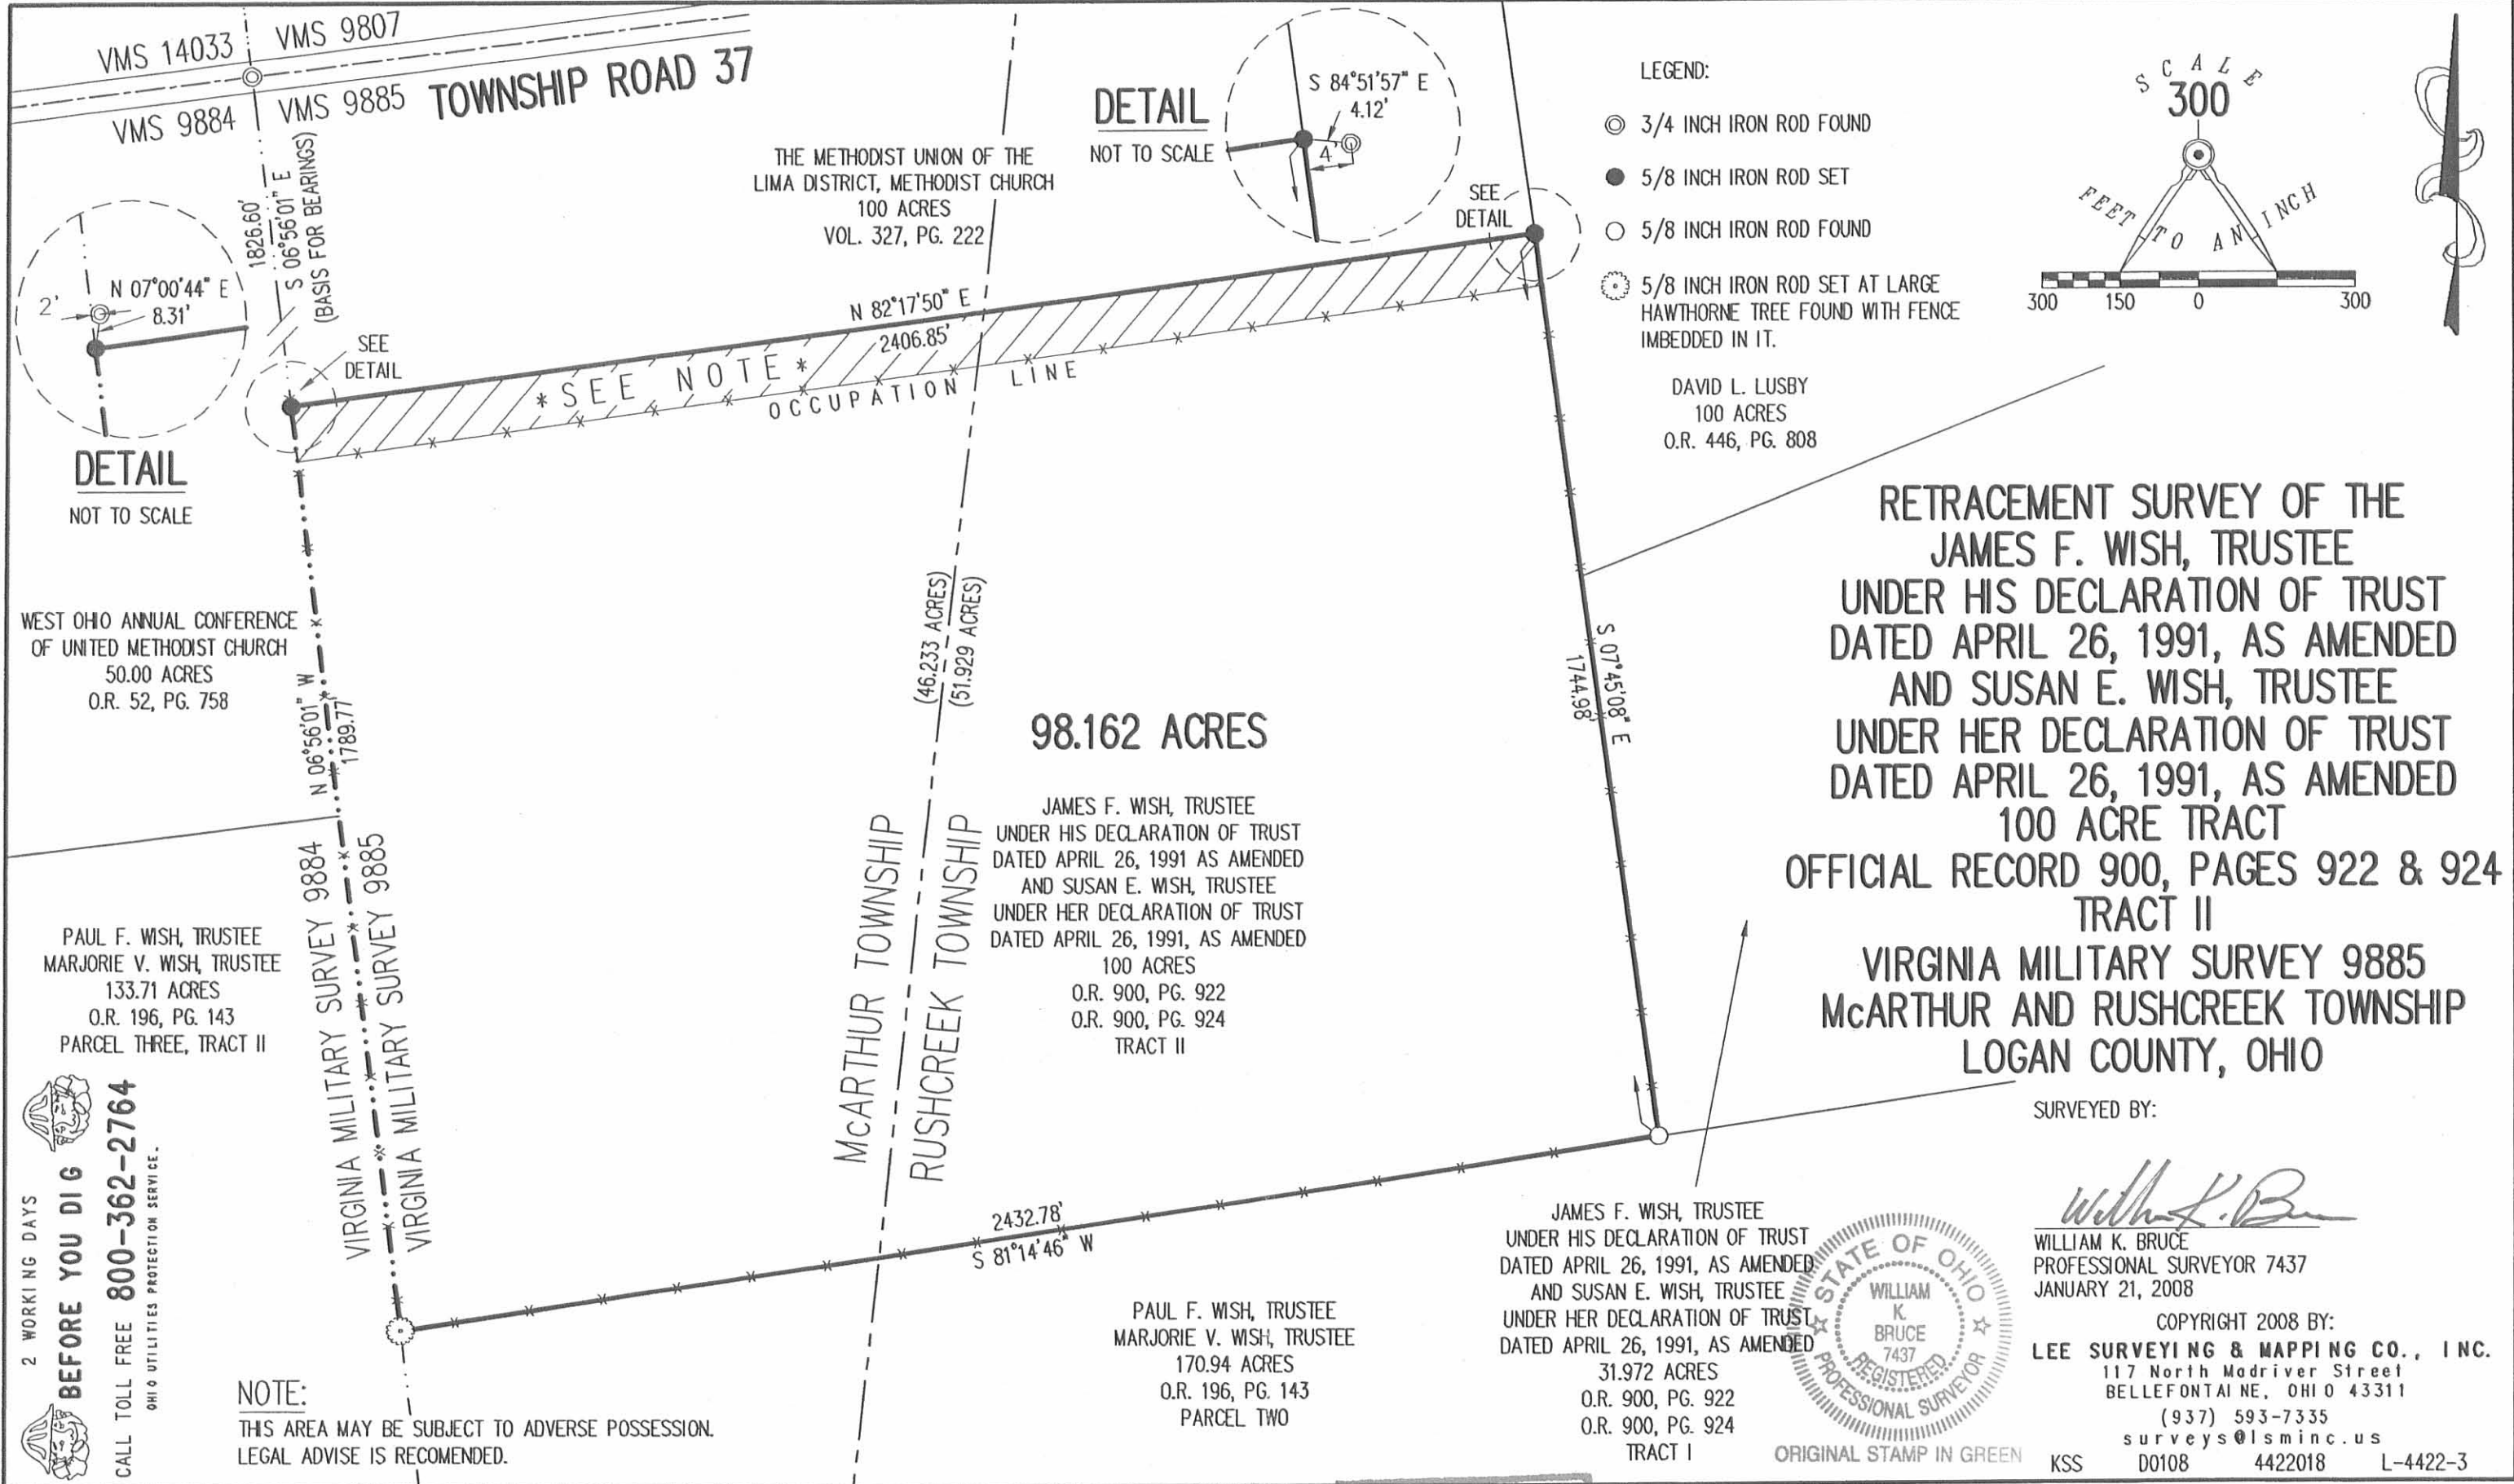 VMS 14033
VMS 9807
VMS 9884
VMS 9885
TOWNSHIP ROAD 37
1826.60'
S 06°56'01" E
(BASIS FOR BEARINGS)
2'
N 07°00'44" E
8.31'
SEE
DETAIL
DETAIL
NOT TO SCALE
THE METHODIST UNION OF THE
LIMA DISTRICT, METHODIST CHURCH
100 ACRES
VOL. 327, PG. 222
DETAIL
NOT TO SCALE
S 84°51'57" E
4.12'
4'
SEE
DETAIL
N 82°17'50" E
2406.85'
*SEE NOTE*
OCCUPATION LINE
LEGEND:
3/4 INCH IRON ROD FOUND
5/8 INCH IRON ROD SET
5/8 INCH IRON ROD FOUND
5/8 INCH IRON ROD SET AT LARGE
HAWTHORNE TREE FOUND WITH FENCE
IMBEDDED IN IT.
SCALE
300
FEET TO AN INCH
300 150 0 300
DAVID L. LUSBY
100 ACRES
O.R. 446, PG. 808
RETRACEMENT SURVEY OF THE
JAMES F. WISH, TRUSTEE
UNDER HIS DECLARATION OF TRUST
DATED APRIL 26, 1991, AS AMENDED
AND SUSAN E. WISH, TRUSTEE
UNDER HER DECLARATION OF TRUST
DATED APRIL 26, 1991, AS AMENDED
100 ACRE TRACT
OFFICIAL RECORD 900, PAGES 922 & 924
TRACT II
VIRGINIA MILITARY SURVEY 9885
McARTHUR AND RUSHCREEK TOWNSHIP
LOGAN COUNTY, OHIO
WEST OHIO ANNUAL CONFERENCE
OF UNITED METHODIST CHURCH
50.00 ACRES
O.R. 52, PG. 758
N 06°56'01" W
1789.77'
(46.233 ACRES)
(51.929 ACRES)
S 07°45'08" E
1744.98'
98.162 ACRES
JAMES F. WISH, TRUSTEE
UNDER HIS DECLARATION OF TRUST
DATED APRIL 26, 1991 AS AMENDED
AND SUSAN E. WISH, TRUSTEE
UNDER HER DECLARATION OF TRUST
DATED APRIL 26, 1991, AS AMENDED
100 ACRES
O.R. 900, PG. 922
O.R. 900, PG. 924
TRACT II
McARTHUR TOWNSHIP
RUSHCREEK TOWNSHIP
VIRGINIA MILITARY SURVEY 9884
VIRGINIA MILITARY SURVEY 9885
PAUL F. WISH, TRUSTEE
MARJORIE V. WISH, TRUSTEE
133.71 ACRES
O.R. 196, PG. 143
PARCEL THREE, TRACT II
2 WORKING DAYS
BEFORE YOU DIG
CALL TOLL FREE 800-362-2764
OHIO UTILITIES PROTECTION SERVICE.
2432.78'
S 81°14'46" W
NOTE:
THIS AREA MAY BE SUBJECT TO ADVERSE POSSESSION.
LEGAL ADVISE IS RECOMENDED.
PAUL F. WISH, TRUSTEE
MARJORIE V. WISH, TRUSTEE
170.94 ACRES
O.R. 196, PG. 143
PARCEL TWO
JAMES F. WISH, TRUSTEE
UNDER HIS DECLARATION OF TRUST
DATED APRIL 26, 1991, AS AMENDED
AND SUSAN E. WISH, TRUSTEE
UNDER HER DECLARATION OF TRUST
DATED APRIL 26, 1991, AS AMENDED
31.972 ACRES
O.R. 900, PG. 922
O.R. 900, PG. 924
TRACT I
STATE OF OHIO
WILLIAM
K.
BRUCE
7437
REGISTERED
PROFESSIONAL SURVEYOR
ORIGINAL STAMP IN GREEN
SURVEYED BY:
William K. Bruce
WILLIAM K. BRUCE
PROFESSIONAL SURVEYOR 7437
JANUARY 21, 2008
COPYRIGHT 2008 BY:
LEE SURVEYING & MAPPING CO., INC.
117 North Madriver Street
BELLEFONTAINE, OHIO 43311
(937) 593-7335
surveys@lsminc.us
KSS D0108 4422018 L-4422-3